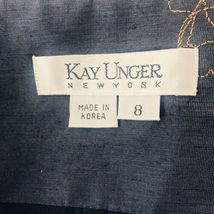 KAY UNGER
NEW YORK
MADE IN
KOREA
8